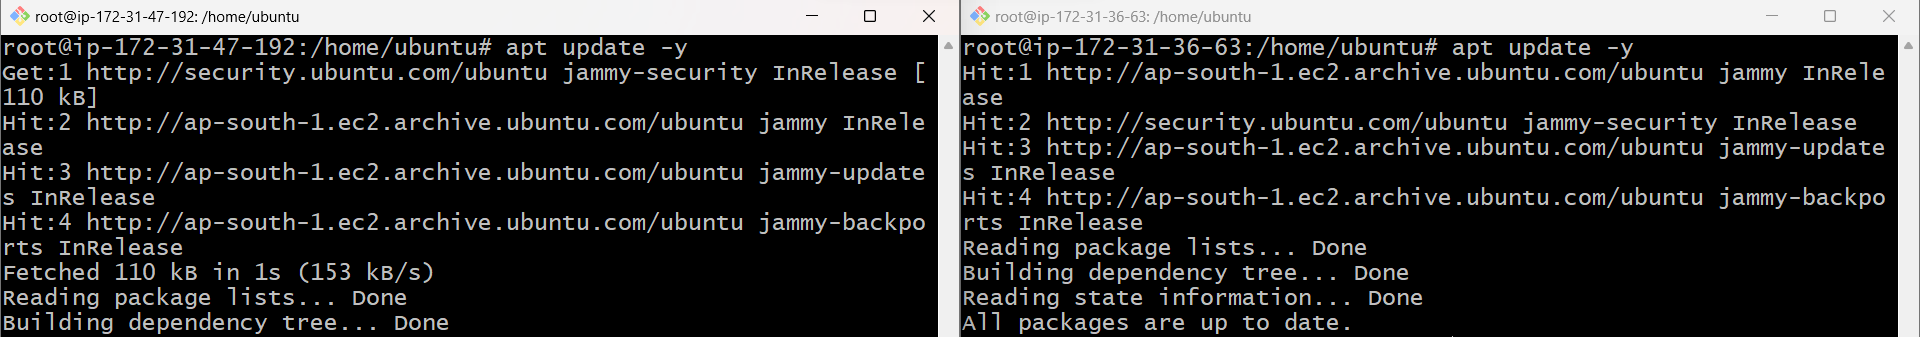 root@ip-172-31-47-192: /home/ubuntu
root@ip-172-31-47-192:/home/ubuntu# apt update -y
Get:1 http://security.ubuntu.com/ubuntu jammy-security InRelease [
110 kB]
Hit:2 http://ap-south-1.ec2.archive.ubuntu.com/ubuntu jammy InRele
ase
Hit:3 http://ap-south-1.ec2.archive.ubuntu.com/ubuntu jammy-update
s InRelease
Hit:4 http://ap-south-1.ec2.archive.ubuntu.com/ubuntu jammy-backpo
rts InRelease
Fetched 110 kB in 1s (153 kB/s)
Reading package lists... Done
Building dependency tree... Done
root@ip-172-31-36-63: /home/ubuntu
root@ip-172-31-36-63:/home/ubuntu# apt update -y
Hit:1 http://ap-south-1.ec2.archive.ubuntu.com/ubuntu jammy InRele
ase
Hit:2 http://security.ubuntu.com/ubuntu jammy-security InRelease
Hit:3 http://ap-south-1.ec2.archive.ubuntu.com/ubuntu jammy-update
s InRelease
Hit:4 http://ap-south-1.ec2.archive.ubuntu.com/ubuntu jammy-backpo
rts InRelease
Reading package lists... Done
Building dependency tree... Done
Reading state information... Done
All packages are up to date.